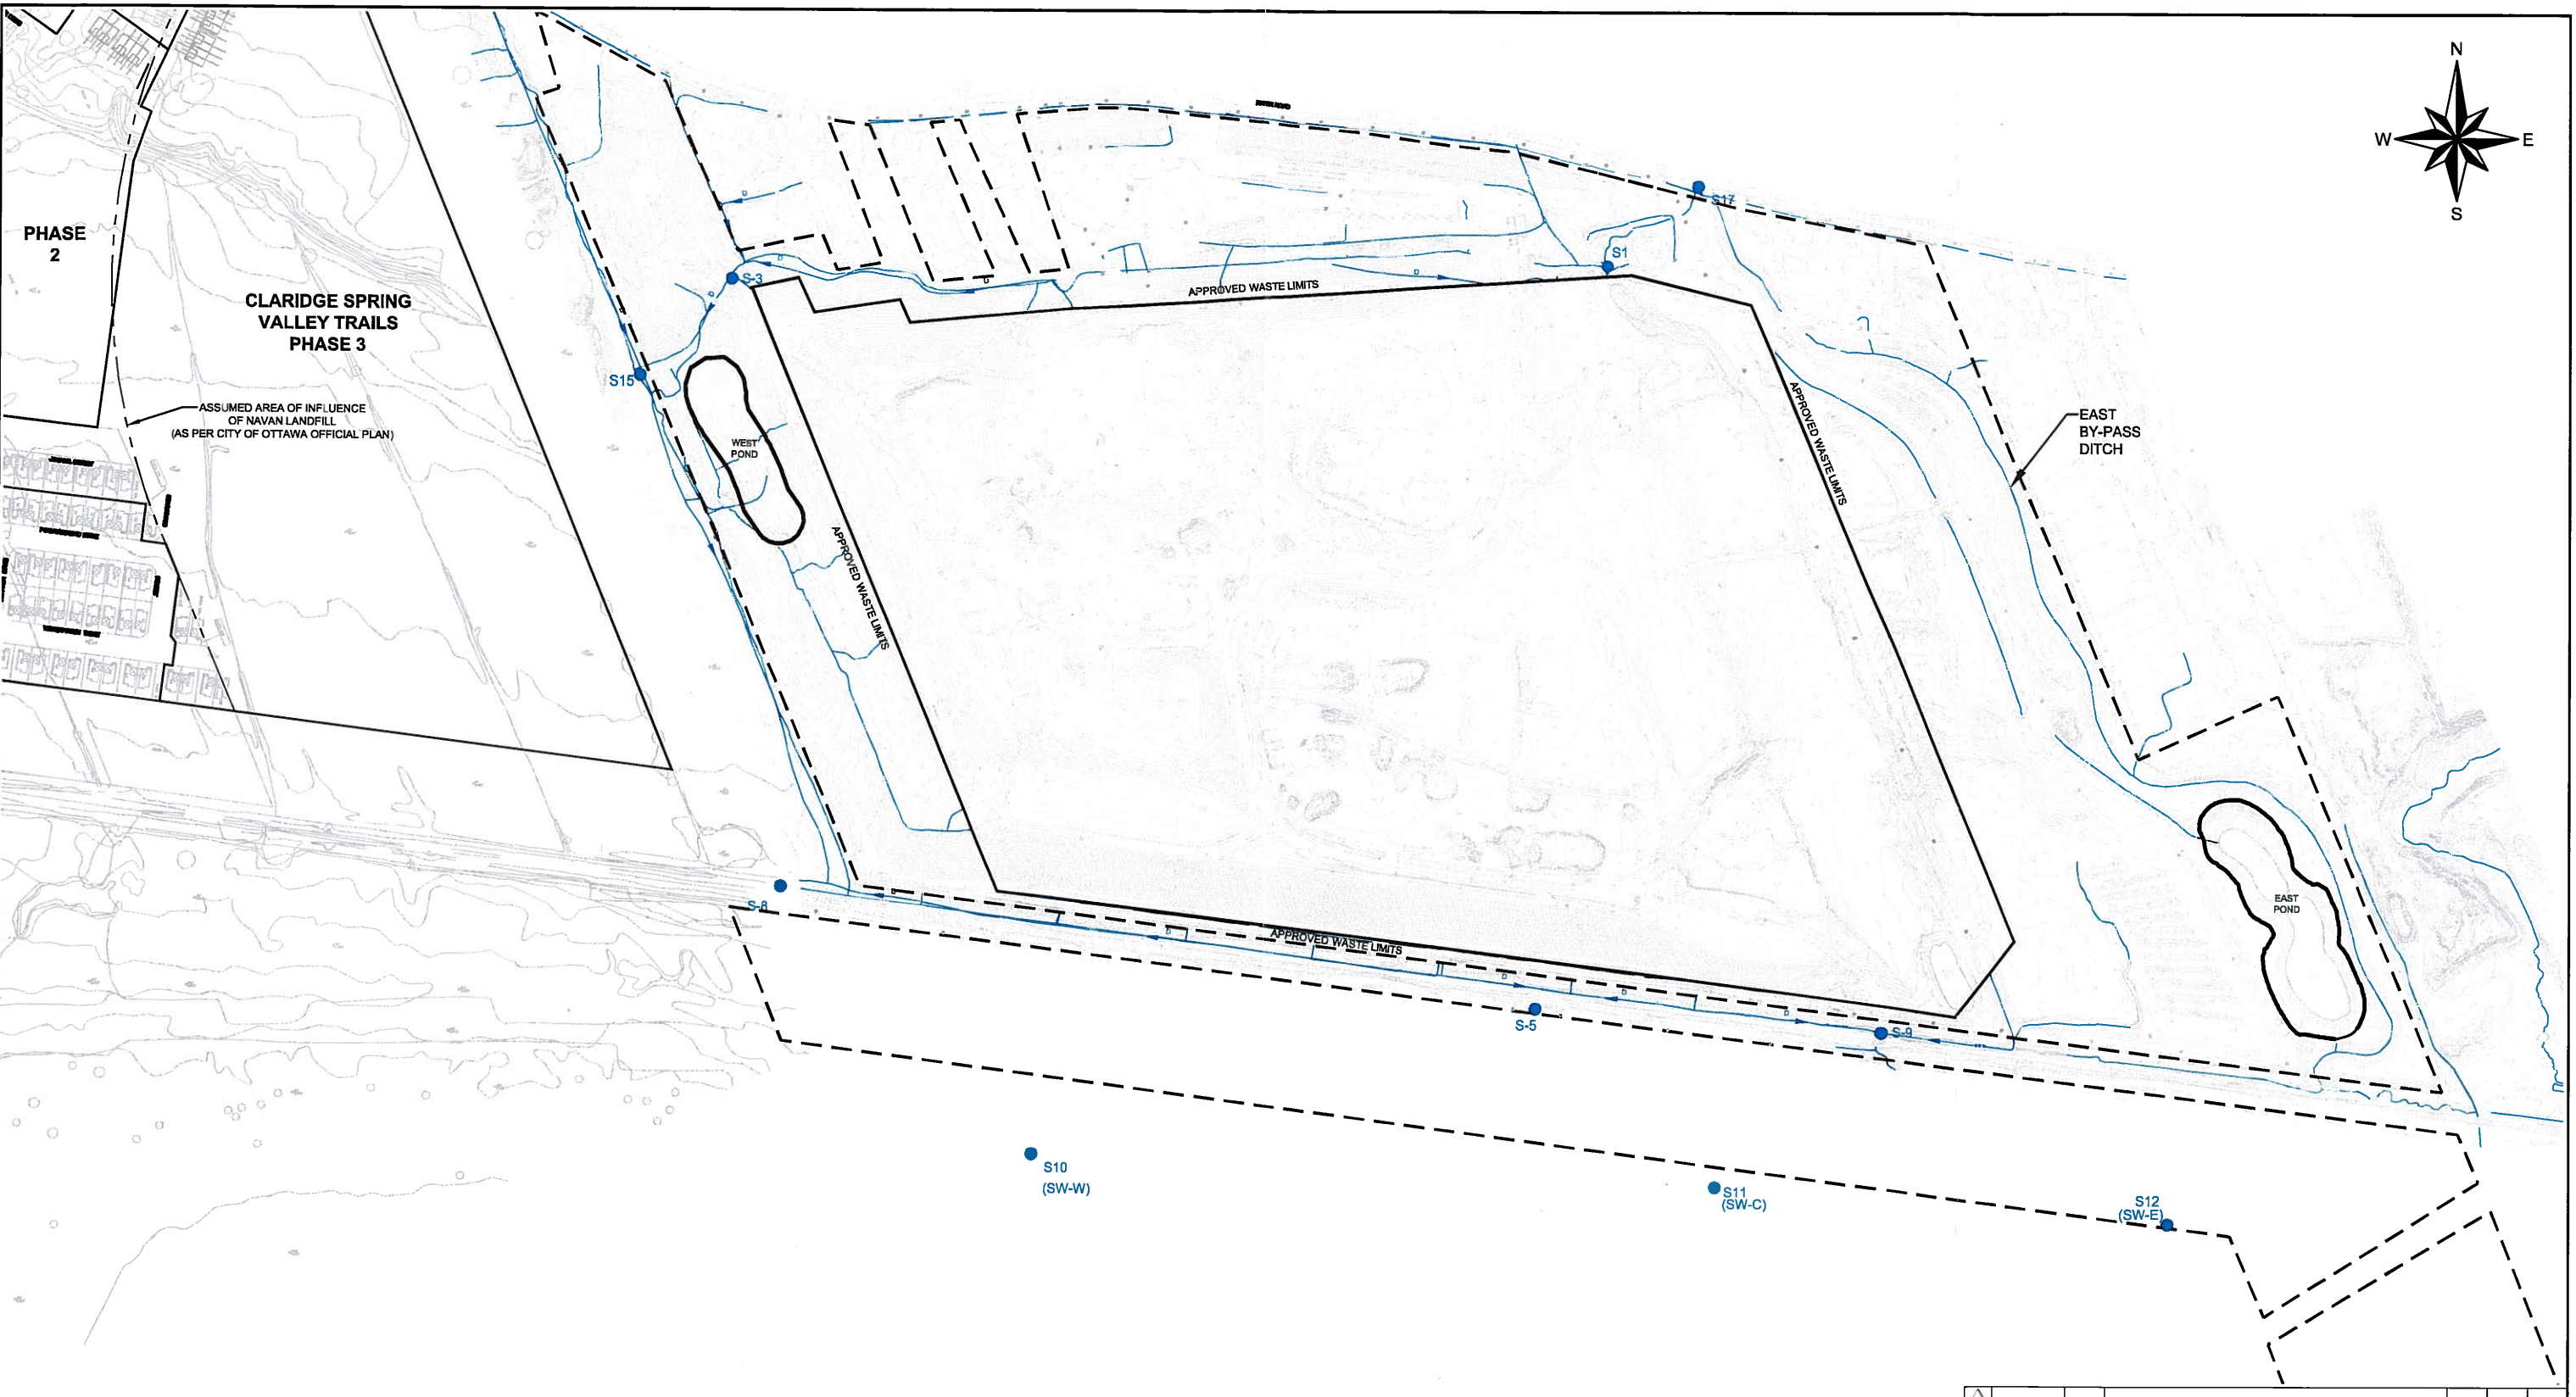 N
W
E
S
PHASE
2
CLARIDGE SPRING
VALLEY TRAILS
PHASE 3
ASSUMED AREA OF INFLUENCE
OF NAVAN LANDFILL
(AS PER CITY OF OTTAWA OFFICIAL PLAN)
S17
S1
S-3
APPROVED WASTE LIMITS
S15
WEST
POND
APPROVED WASTE LIMITS
APPROVED WASTE LIMITS
EAST
BY-PASS
DITCH
EAST
POND
S-8
APPROVED WASTE LIMITS
S-5
S-9
S10
(SW-W)
S11
(SW-C)
S12
(SW-E)